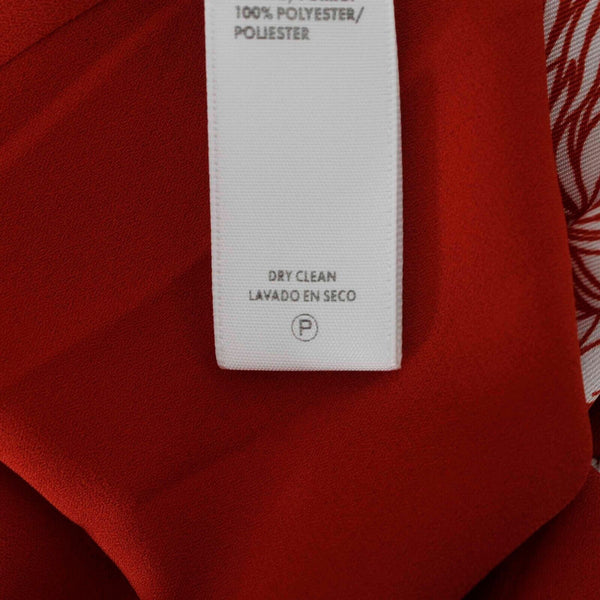 100% POLYESTER/
POLIESTER
DRY CLEAN
LAVADO EN SECO
P